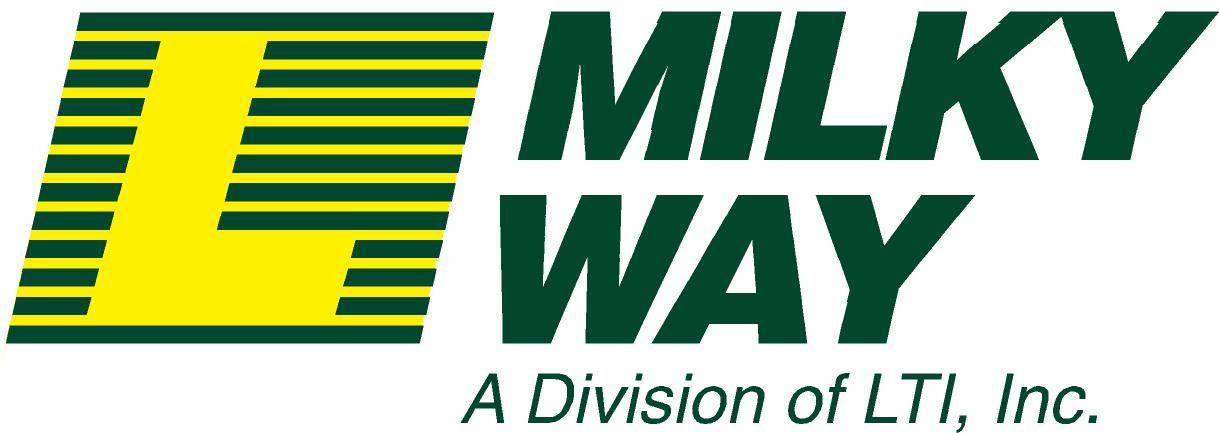 L
MILKY
WAY
A Division of LTI, Inc.